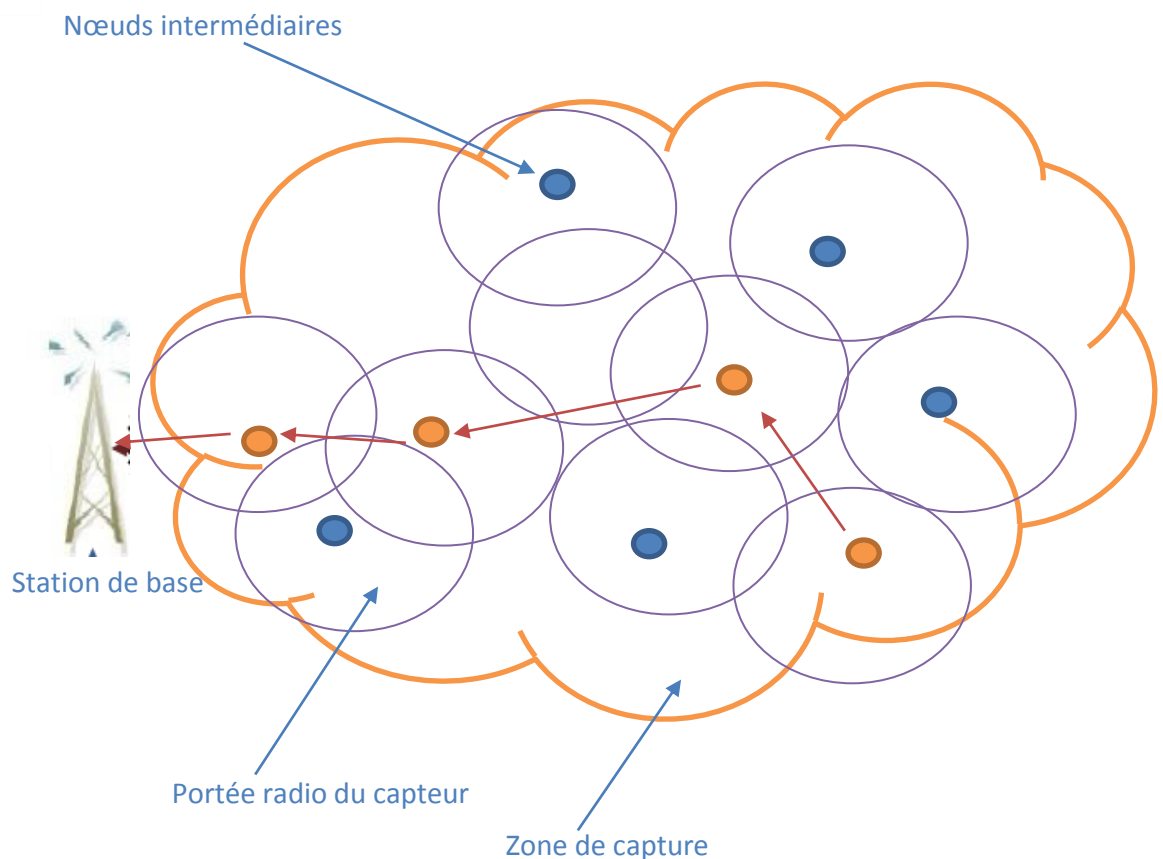 Nœuds intermédiaires
Station de base
Portée radio du capteur
Zone de capture